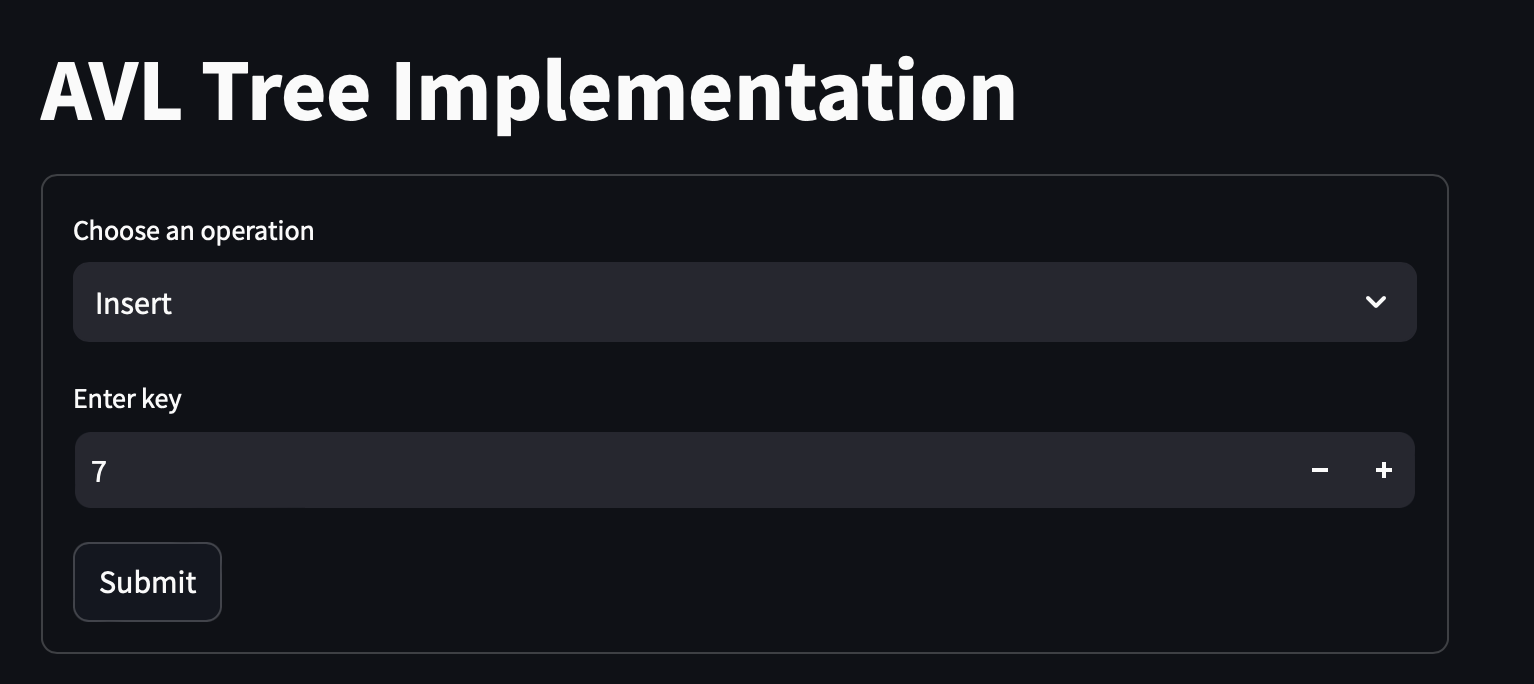 AVL Tree Implementation
Choose an operation
Insert
Enter key
7
Submit